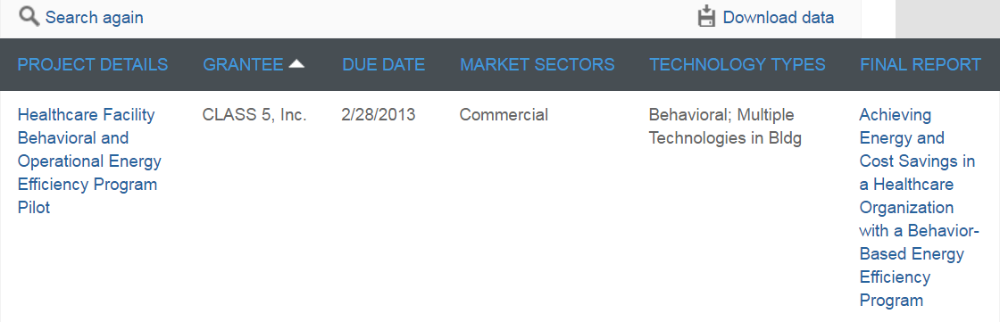 Search again
Download data
PROJECT DETAILS GRANTEE DUE DATE MARKET SECTORS TECHNOLOGY TYPES FINAL REPORT
Healthcare Facility
Behavioral and
Operational Energy
Efficiency Program
Pilot
CLASS 5, Inc.
2/28/2013
Commercial
Behavioral; Multiple
Technologies in Bldg
Achieving
Energy and
Cost Savings in
a Healthcare
Organization
with a Behavior-
Based Energy
Efficiency
Program